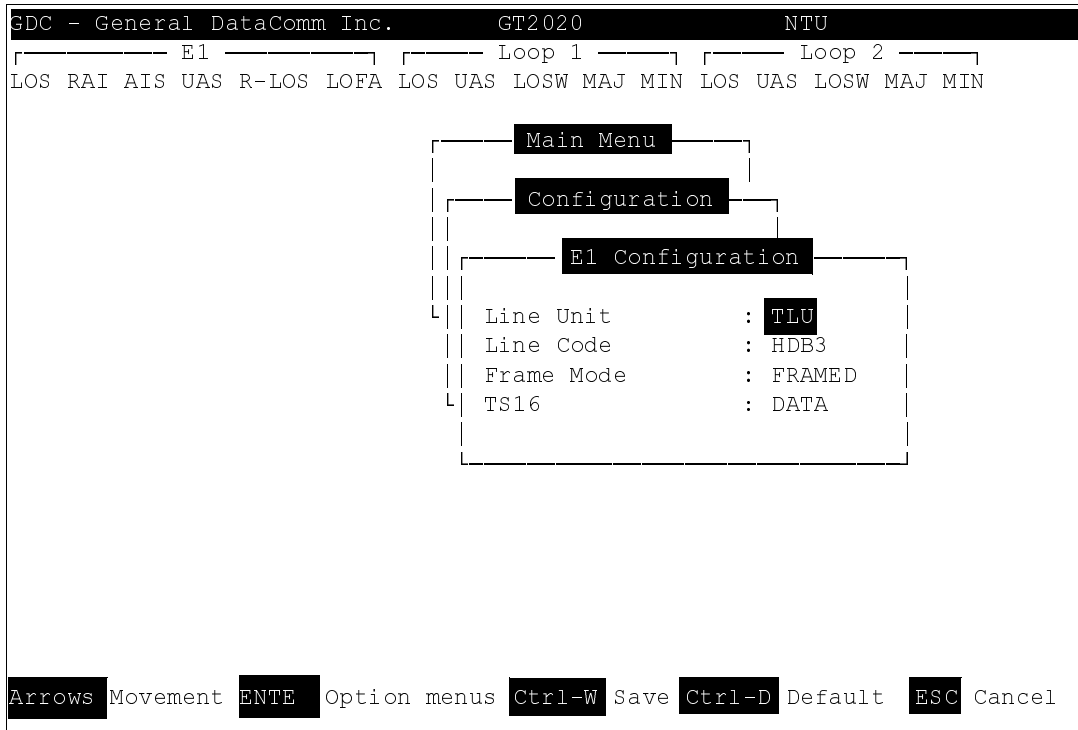 GDC - General DataComm Inc. GT2020 NTU
E1 Loop 1 Loop 2
LOS RAI AIS UAS R-LOS LOFA LOS UAS LOSW MAJ MIN LOS UAS LOSW MAJ MIN
Main Menu
Configuration
E1 Configuration
Line Unit : TLU
Line Code : HDB3
Frame Mode : FRAMED
TS16 : DATA
Arrows Movement ENTE Option menus Ctrl-W Save Ctrl-D Default ESC Cancel